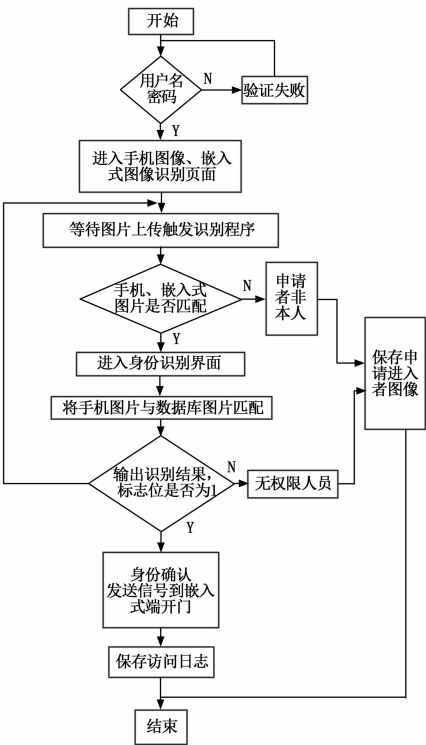 开始
用户名
密码
N
验证失败
Y
进入手机图像、嵌入
式图像识别页面
等待图片上传触发识别程序
手机、嵌入式
图片是否匹配
N
申请
者非
本人
Y
进入身份识别界面
保存申
请进入
者图像
将手机图片与数据库图片匹配
输出识别结果，
标志位是否为1
N
无权限人员
Y
身份确认
发送信号到嵌入
式端开门
保存访问日志
结束